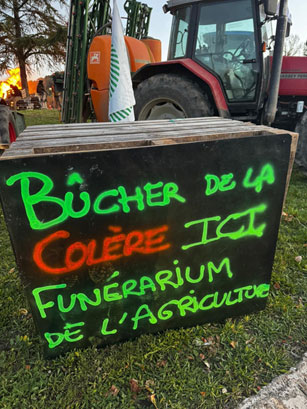 Bûcher de la
Colère ICI
Funérarium
de l'Agriculture